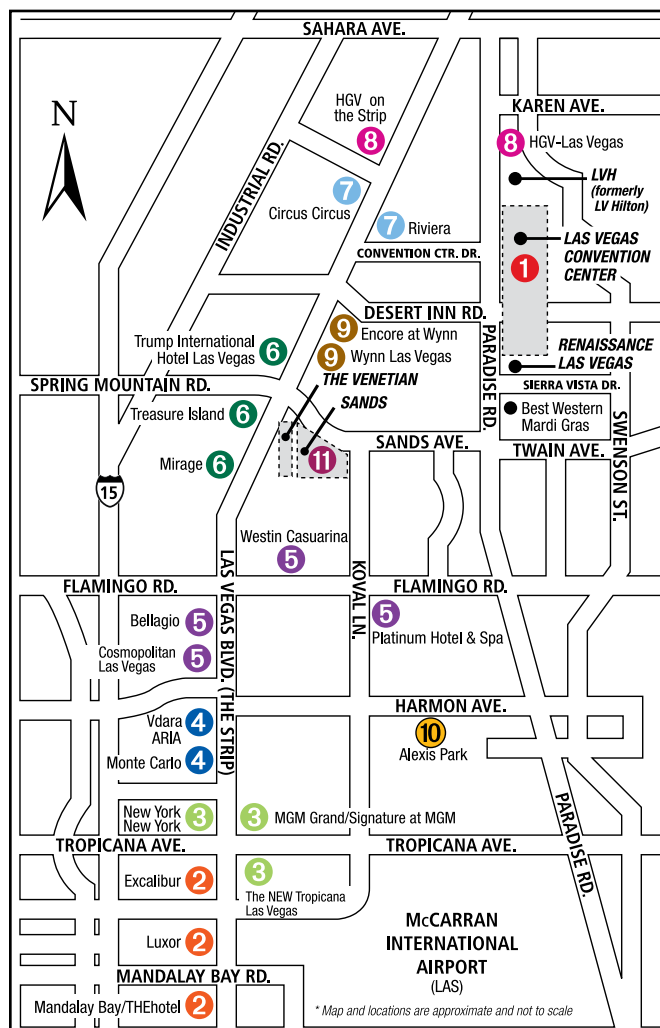 SAHARA AVE.
N
HGV on
the Strip
8
KAREN AVE.
8 HGV-Las Vegas
INDUSTRIAL RD.
LVH
(formerly
LV Hilton)
7
Circus Circus
7 Riviera
CONVENTION CTR. DR.
LAS VEGAS
CONVENTION
CENTER
1
DESERT INN RD.
9 Encore at Wynn
9 Wynn Las Vegas
Trump International
Hotel Las Vegas 6
PARADISE RD.
RENAISSANCE
LAS VEGAS
SPRING MOUNTAIN RD.
THE VENETIAN
SANDS
SIERRA VISTA DR.
Treasure Island 6
Best Western
Mardi Gras
SWENSON ST.
SANDS AVE.
TWAIN AVE.
Mirage 6
11
15
Westin Casuarina
5
LAS VEGAS BLVD. (THE STRIP)
KOVAL LN.
FLAMINGO RD.
FLAMINGO RD.
Bellagio 5
5
Platinum Hotel & Spa
Cosmopolitan
Las Vegas 5
HARMON AVE.
Vdara
ARIA 4
10
Alexis Park
Monte Carlo 4
New York
New York 3
3 MGM Grand/Signature at MGM
PARADISE RD.
TROPICANA AVE.
TROPICANA AVE.
Excalibur 2
3
The NEW Tropicana
Las Vegas
Luxor 2
McCARRAN
INTERNATIONAL
AIRPORT
(LAS)
MANDALAY BAY RD.
Mandalay Bay/THEhotel 2
* Map and locations are approximate and not to scale